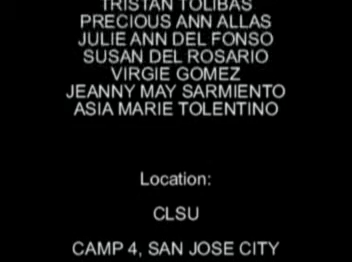 TRISTAN TOLIBAS
PRECIOUS ANN ALLAS
JULIE ANN DEL FONSO
SUSAN DEL ROSARIO
VIRGIE GOMEZ
JEANNY MAY SARMIENTO
ASIA MARIE TOLENTINO
Location:
CLSU
CAMP 4, SAN JOSE CITY